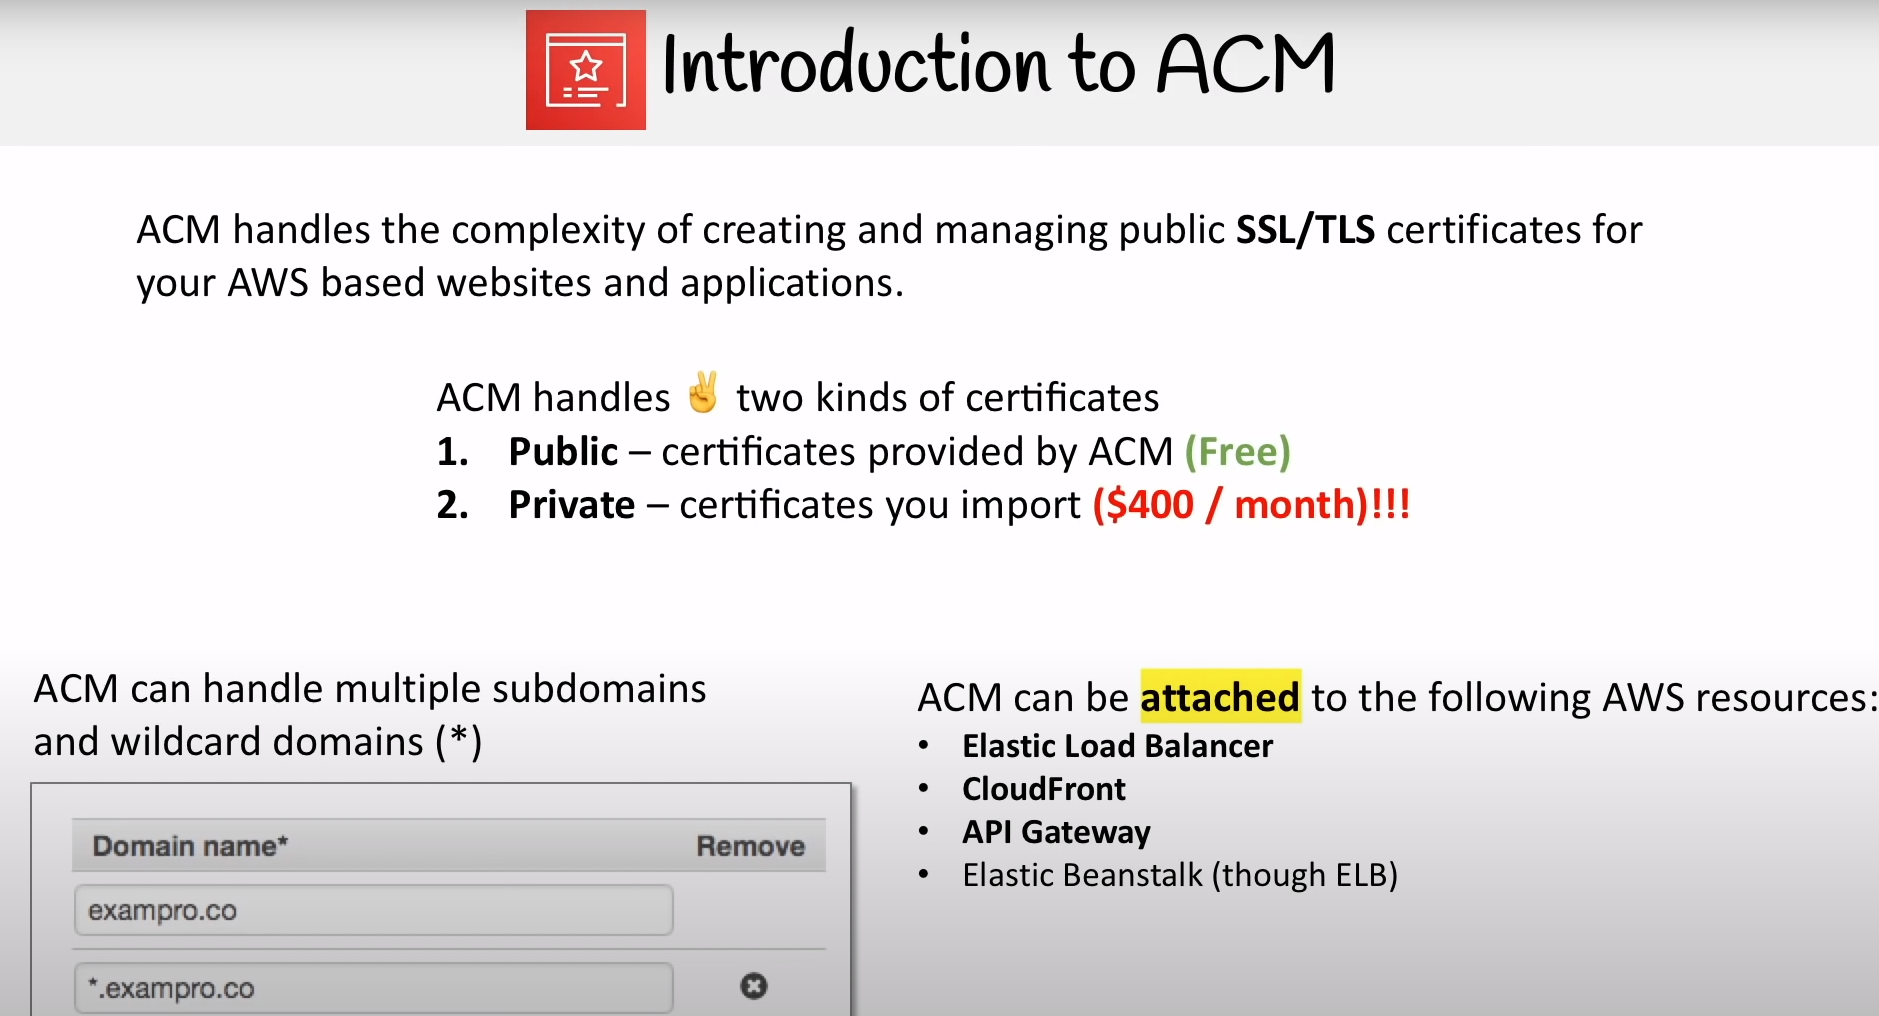 Introduction to ACM
ACM handles the complexity of creating and managing public SSL/TLS certificates for
your AWS based websites and applications.
ACM handles ✌️ two kinds of certificates
1. Public – certificates provided by ACM (Free)
2. Private – certificates you import ($400 / month)!!!
ACM can handle multiple subdomains
and wildcard domains (*)
Domain name* Remove
exampro.co
*.exampro.co
ACM can be attached to the following AWS resources:
• Elastic Load Balancer
• CloudFront
• API Gateway
• Elastic Beanstalk (though ELB)